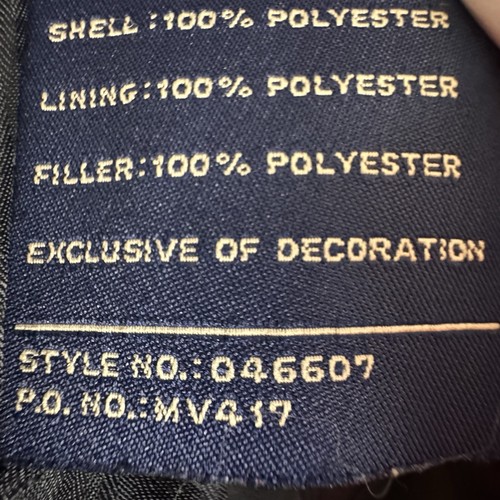 SHELL:100% POLYESTER
LINING:100% POLYESTER
FILLER:100% POLYESTER
EXCLUSIVE OF DECORATION
STYLE NO.:046607
P.O. NO.:MV417